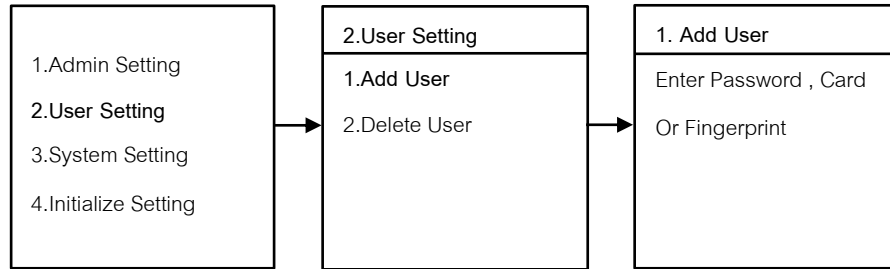 1.Admin Setting
2.User Setting
3.System Setting
4.Initialize Setting
2.User Setting
1.Add User
2.Delete User
1. Add User
Enter Password , Card
Or Fingerprint